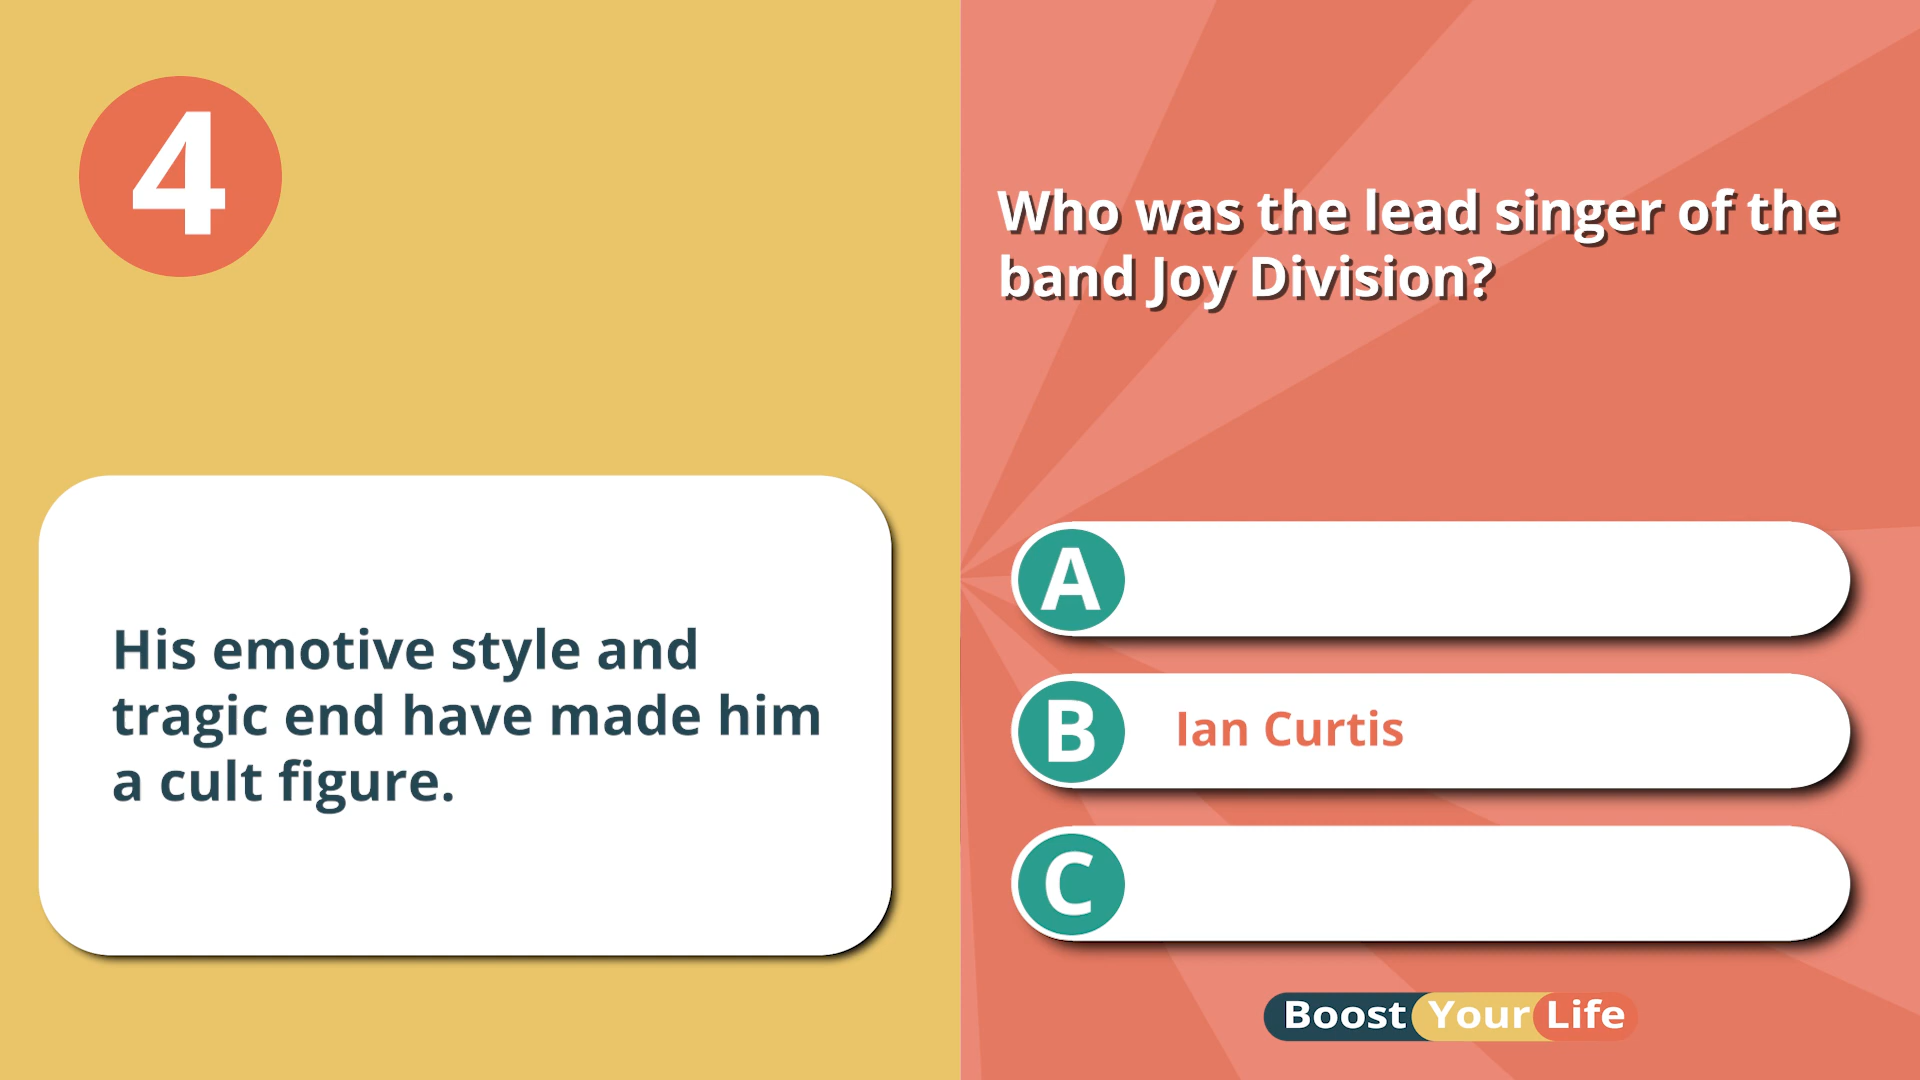 4
Who was the lead singer of the
band Joy Division?
His emotive style and
tragic end have made him
a cult figure.
A
B Ian Curtis
C
Boost Your Life